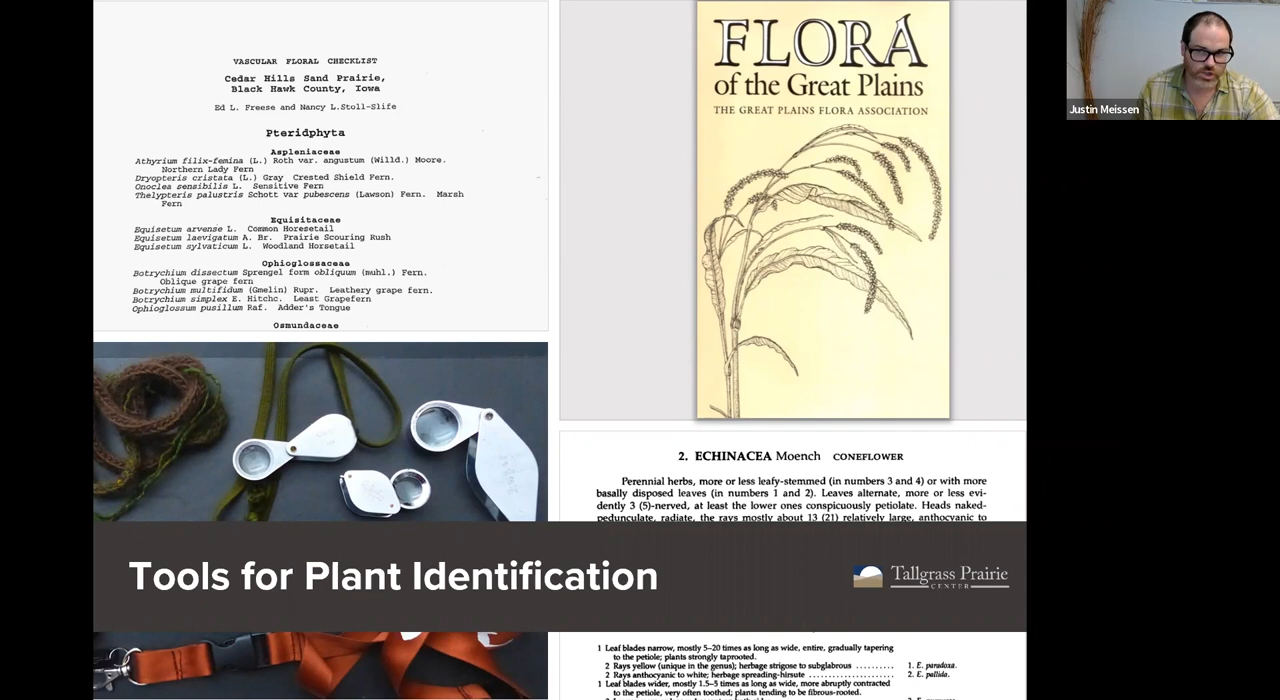 VASCULAR FLORAL CHECKLIST
Cedar Hills Sand Prairie,
Black Hawk County, Iowa
Ed L. Freese and Nancy L.Stoll-Slife
Pteridphyta
Aspleniaceae
Athyrium filix-femina (L.) Roth var. angustum (Willd.) Moore.
Northern Lady Fern
Dryopteris cristata (L.) Gray Crested Shield Fern.
Onoclea sensibilis L. Sensitive Fern
Thelypteris palustris Schott var pubescens (Lawson) Fern. Marsh
Fern
Equisitaceae
Equisetum arvense L. Common Horesetail
Equisetum laevigatum A. Br. Prairie Scouring Rush
Equisetum sylvaticum L. Woodland Horsetail
Ophioglossaceae
Botrychium dissectum Sprengel form obliquum (muhl.) Fern.
Oblique grape fern
Botrychium multifidum (Gmelin) Rupr. Leathery grape fern.
Botrychium simplex E. Hitchc. Least Grapefern
Ophioglossum pusillum Raf. Adder's Tongue
Osmundaceae
FLORA
of the Great Plains
THE GREAT PLAINS FLORA ASSOCIATION
Justin Meissen
2. ECHINACEA Moench CONEFLOWER
Perennial herbs, more or less leafy-stemmed (in numbers 3 and 4) or with more
basally disposed leaves (in numbers 1 and 2). Leaves alternate, more or less evi-
dently 3 (5)-nerved, at least the lower ones conspicuously petiolate. Heads naked-
pedunculate, radiate, the rays mostly about 13 (21) relatively large, anthocyanic to
Tools for Plant Identification
Tallgrass Prairie
CENTER
1 Leaf blades narrow, mostly 5–20 times as long as wide, entire, gradually tapering
to the petiole; plants strongly taprooted.
2 Rays yellow (unique in the genus); herbage strigose to subglabrous .......... 1. E. paradoxa.
2 Rays anthocyanic to white; herbage spreading-hirsute ...................... 2. E. pallida.
1 Leaf blades wider, mostly 1.5–5 times as long as wide, more abruptly contracted
to the petiole, very often toothed; plants tending to be fibrous-rooted.